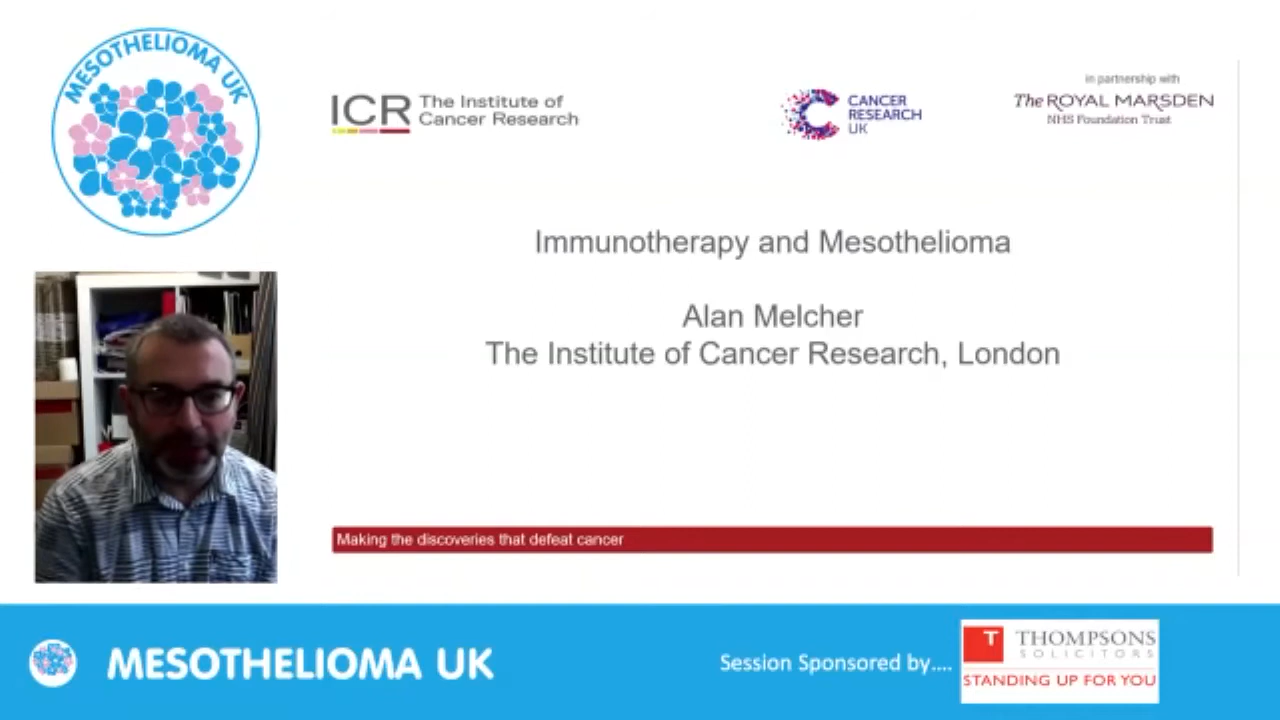 MESOTHELIOMA UK
ICR The Institute of
Cancer Research
CANCER
RESEARCH
UK
in partnership with
The ROYAL MARSDEN
NHS Foundation Trust
Immunotherapy and Mesothelioma
Alan Melcher
The Institute of Cancer Research, London
Making the discoveries that defeat cancer
MESOTHELIOMA UK
Session Sponsored by....
T THOMPSONS
SOLICITORS
STANDING UP FOR YOU